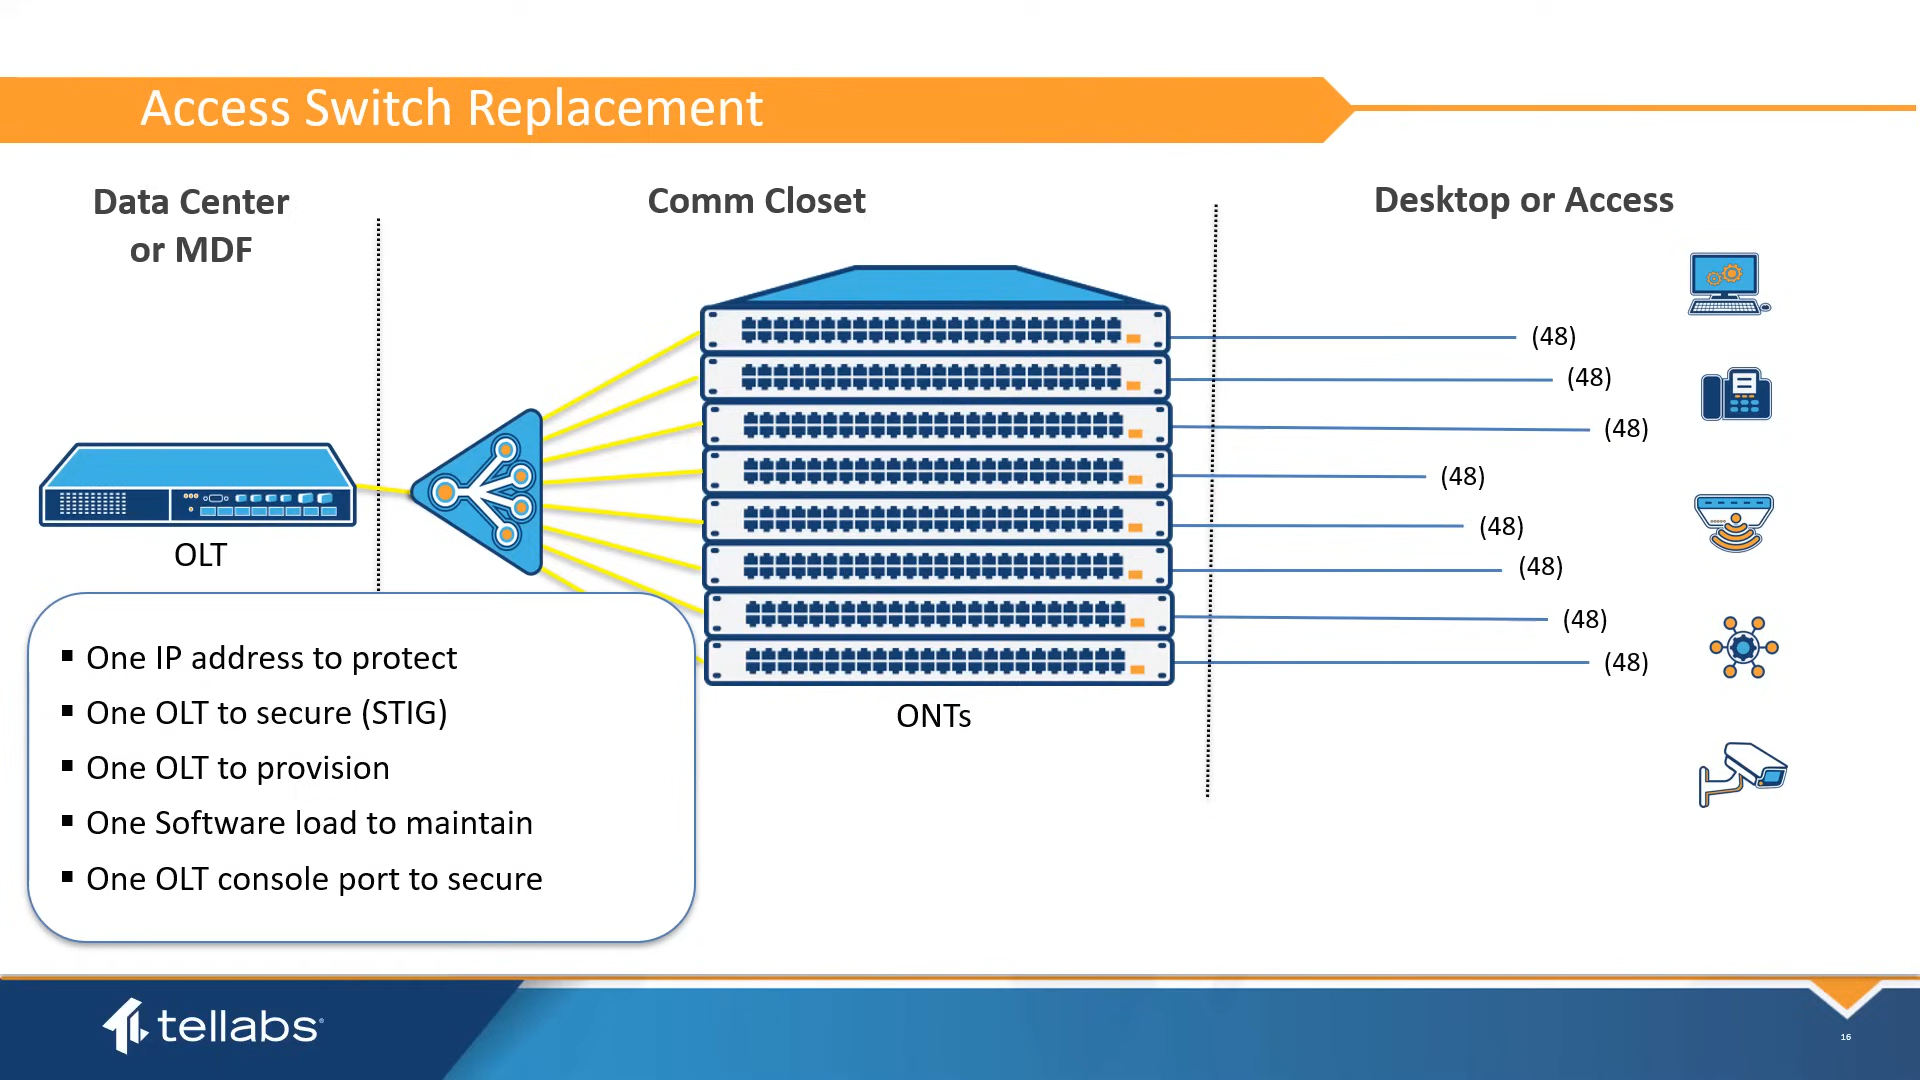 Access Switch Replacement
Data Center
or MDF
Comm Closet
Desktop or Access
(48)
(48)
(48)
(48)
(48)
(48)
(48)
(48)
OLT
ONTs
▪ One IP address to protect
▪ One OLT to secure (STIG)
▪ One OLT to provision
▪ One Software load to maintain
▪ One OLT console port to secure
tellabs
16